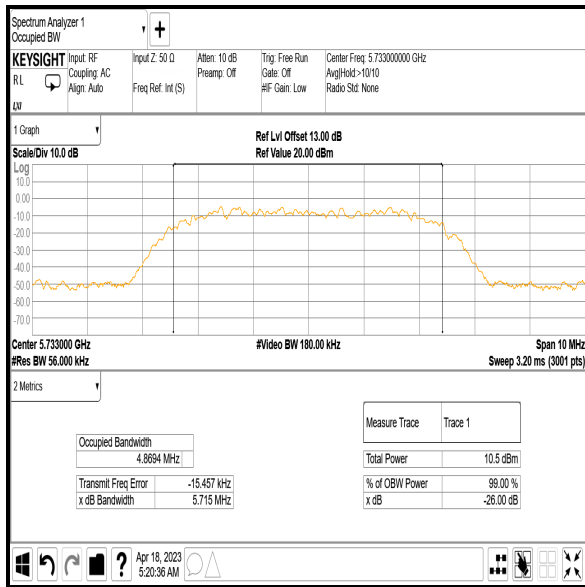 Spectrum Analyzer 1
Occupied BW
KEYSIGHT
RL
LXI
Input: RF
Coupling: AC
Align: Auto
Input Z: 50 Ω
Freq Ref: Int (S)
Atten: 10 dB
Preamp: Off
Trig: Free Run
Gate: Off
#IF Gain: Low
Center Freq: 5.733000000 GHz
Avg|Hold:>10/10
Radio Std: None
1 Graph
Scale/Div 10.0 dB
Ref Lvl Offset 13.00 dB
Ref Value 20.00 dBm
Log
10.0
0.00
-10.0
-20.0
-30.0
-40.0
-50.0
-60.0
-70.0
Center 5.733000 GHz
#Res BW 56.000 kHz
#Video BW 180.00 kHz
Span 10 MHz
Sweep 3.20 ms (3001 pts)
2 Metrics
Occupied Bandwidth
4.8694 MHz
Transmit Freq Error -15.457 kHz
x dB Bandwidth 5.715 MHz
Measure Trace Trace 1
Total Power 10.5 dBm
% of OBW Power 99.00 %
x dB -26.00 dB
Apr 18, 2023
5:20:36 AM